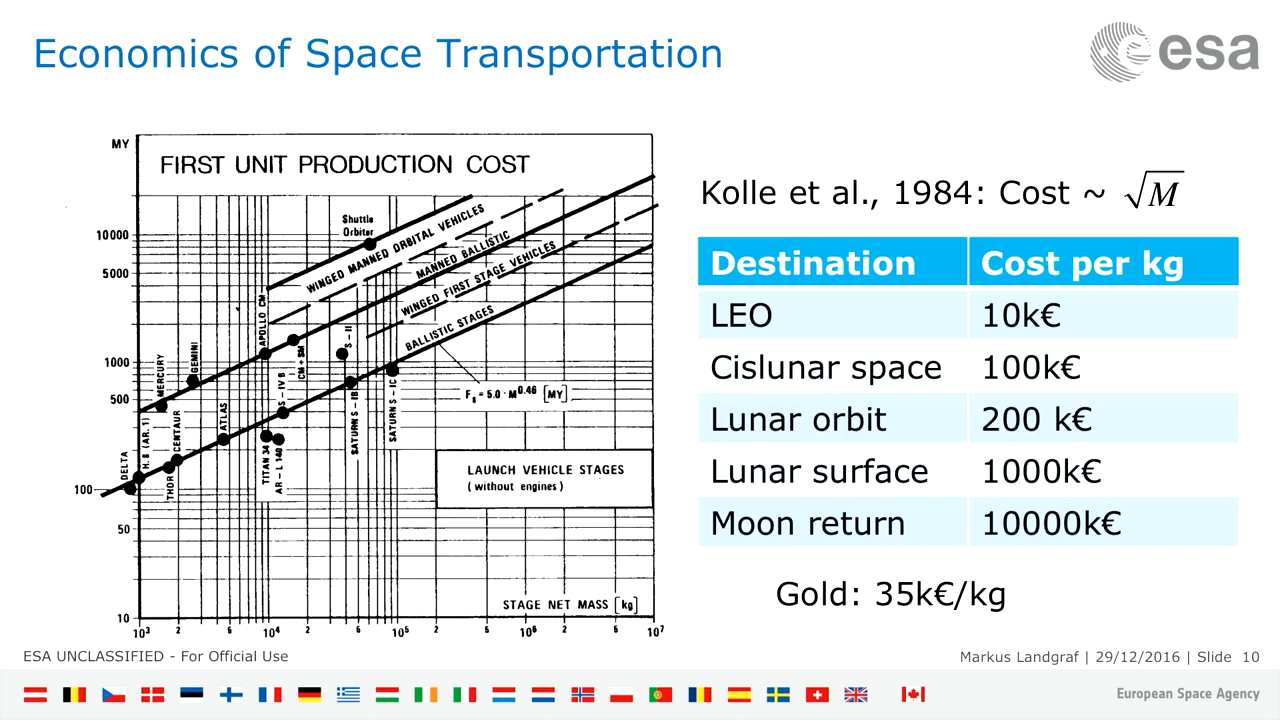 Economics of Space Transportation
esa
MY
FIRST UNIT PRODUCTION COST
10000
5000
1000
500
100
50
10
Shuttle
Orbiter
WINGED MANNED ORBITAL VEHICLES
MANNED BALLISTIC
WINGED FIRST STAGE VEHICLES
BALLISTIC STAGES
DELTA
H.8 (AR. 1)
MERCURY
THOR
CENTAUR
GEMINI
ATLAS
APOLLO CM
TITAN 34
AR-L 140
S-IV B
CM + SM
S-II
SATURN S-IB
SATURN S-IC
Fs = 5.0 · M^0.46 [MY]
LAUNCH VEHICLE STAGES
(without engines)
STAGE NET MASS [kg]
10³ 2 5 10⁴ 2 5 10⁵ 2 5 10⁶ 2 5 10⁷
Kolle et al., 1984: Cost ~ √M
Destination Cost per kg
LEO 10k€
Cislunar space 100k€
Lunar orbit 200 k€
Lunar surface 1000k€
Moon return 10000k€
Gold: 35k€/kg
ESA UNCLASSIFIED - For Official Use
Markus Landgraf | 29/12/2016 | Slide 10
European Space Agency